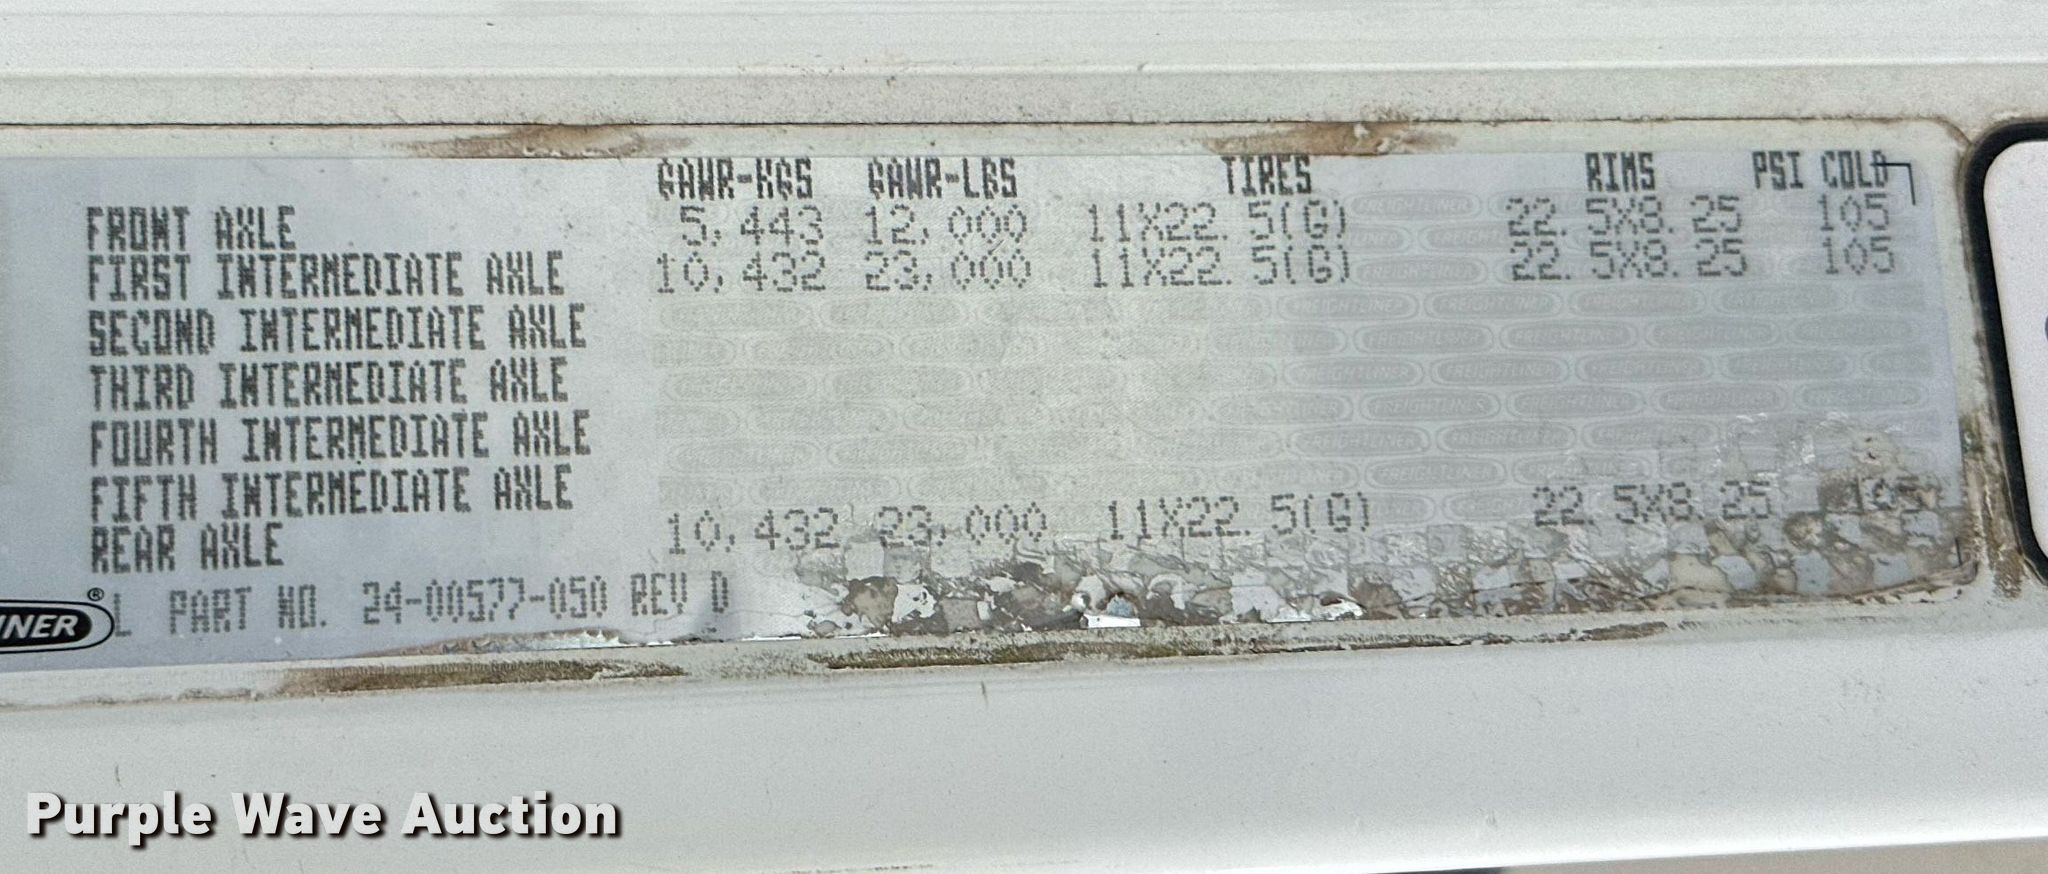 GAWR-KGS GAWR-LBS TIRES RIMS PSI COLD
FRONT AXLE 5,443 12,000 11X22.5(G) 22.5X8.25 105
FIRST INTERMEDIATE AXLE 10,432 23,000 11X22.5(G) 22.5X8.25 105
SECOND INTERMEDIATE AXLE
THIRD INTERMEDIATE AXLE
FOURTH INTERMEDIATE AXLE
FIFTH INTERMEDIATE AXLE
REAR AXLE 10,432 23,000 11X22.5(G) 22.5X8.25 105
INER® L PART NO. 24-00577-050 REV D
Purple Wave Auction